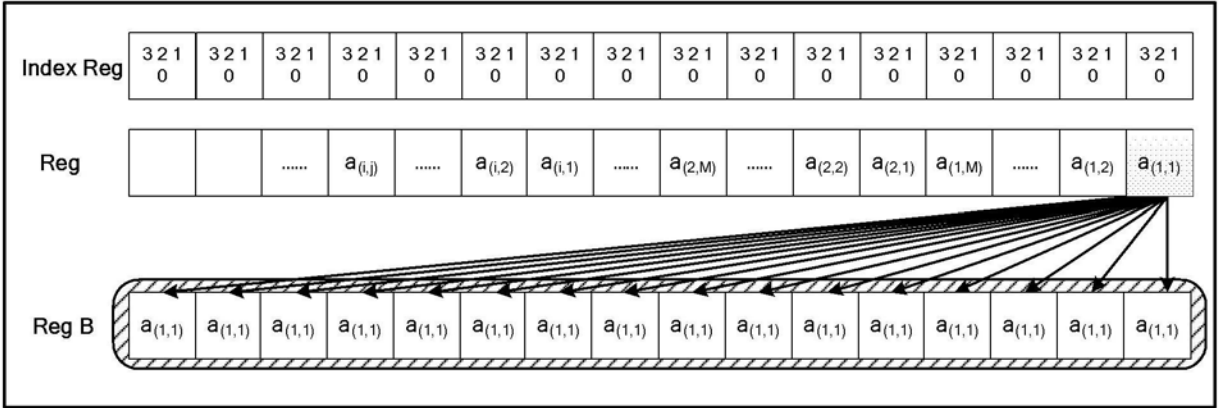 Index Reg 3 2 1 3 2 1 3 2 1 3 2 1 3 2 1 3 2 1 3 2 1 3 2 1 3 2 1 3 2 1 3 2 1 3 2 1 3 2 1 3 2 1 3 2 1 3 2 1
0 0 0 0 0 0 0 0 0 0 0 0 0 0 0 0
Reg ...... a(i,j) ...... a(i,2) a(i,1) ...... a(2,M) ...... a(2,2) a(2,1) a(1,M) ...... a(1,2) a(1,1)
Reg B a(1,1) a(1,1) a(1,1) a(1,1) a(1,1) a(1,1) a(1,1) a(1,1) a(1,1) a(1,1) a(1,1) a(1,1) a(1,1) a(1,1) a(1,1) a(1,1)